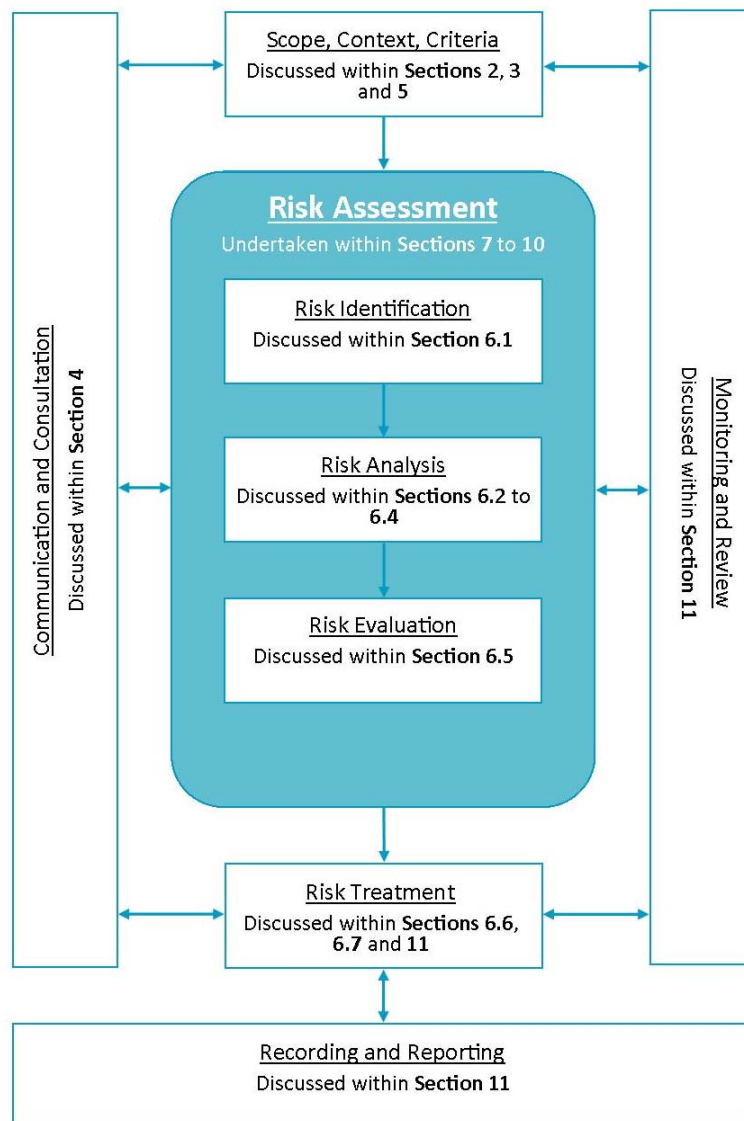 Scope, Context, Criteria
Discussed within Sections 2, 3
and 5
Risk Assessment
Undertaken within Sections 7 to 10
Risk Identification
Discussed within Section 6.1
Risk Analysis
Discussed within Sections 6.2 to
6.4
Risk Evaluation
Discussed within Section 6.5
Communication and Consultation
Discussed within Section 4
Monitoring and Review
Discussed within Section 11
Risk Treatment
Discussed within Sections 6.6,
6.7 and 11
Recording and Reporting
Discussed within Section 11